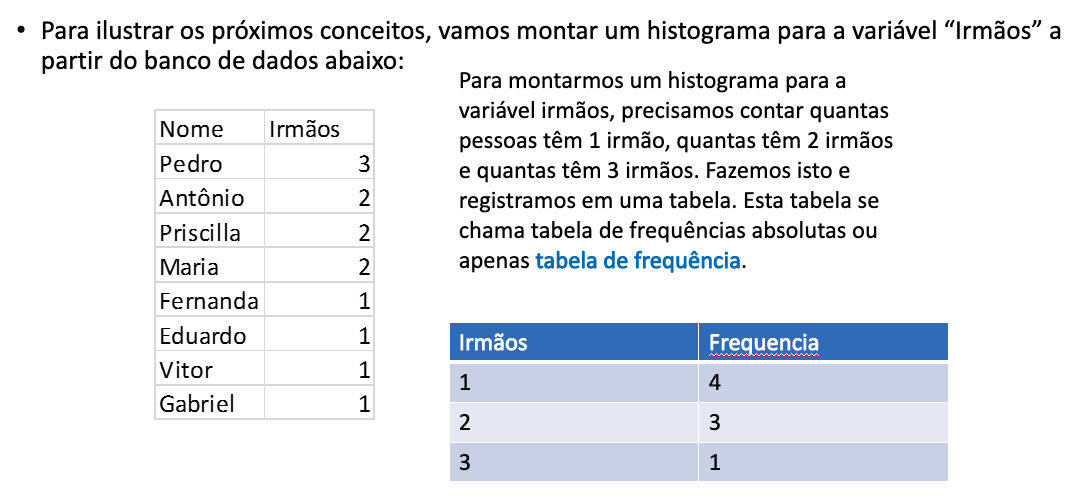 • Para ilustrar os próximos conceitos, vamos montar um histograma para a variável “Irmãos” a
partir do banco de dados abaixo:
Para montarmos um histograma para a
variável irmãos, precisamos contar quantas
pessoas têm 1 irmão, quantas têm 2 irmãos
e quantas têm 3 irmãos. Fazemos isto e
registramos em uma tabela. Esta tabela se
chama tabela de frequências absolutas ou
apenas tabela de frequência.
Nome Irmãos
Pedro 3
Antônio 2
Priscilla 2
Maria 2
Fernanda 1
Eduardo 1
Vitor 1
Gabriel 1
Irmãos Frequencia
1 4
2 3
3 1